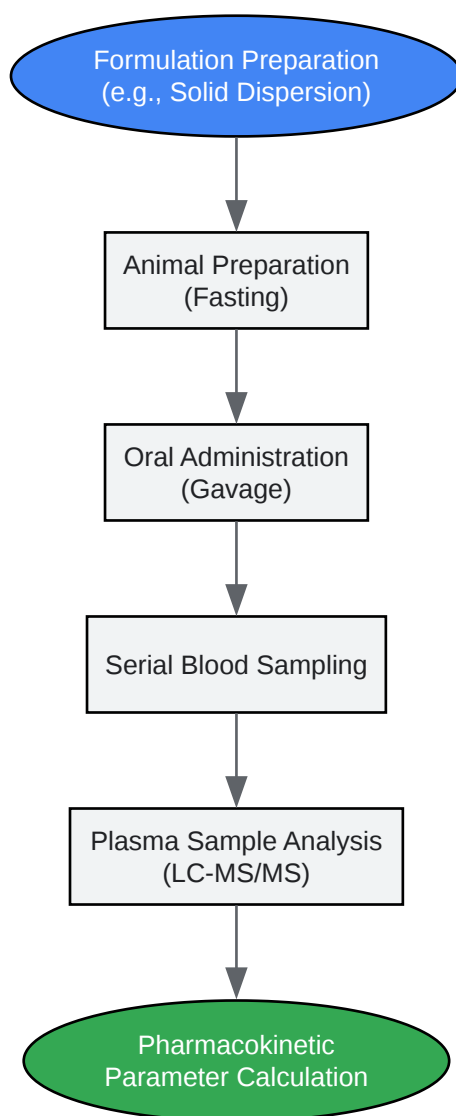 Formulation Preparation
(e.g., Solid Dispersion)
Animal Preparation
(Fasting)
Oral Administration
(Gavage)
Serial Blood Sampling
Plasma Sample Analysis
(LC-MS/MS)
Pharmacokinetic
Parameter Calculation